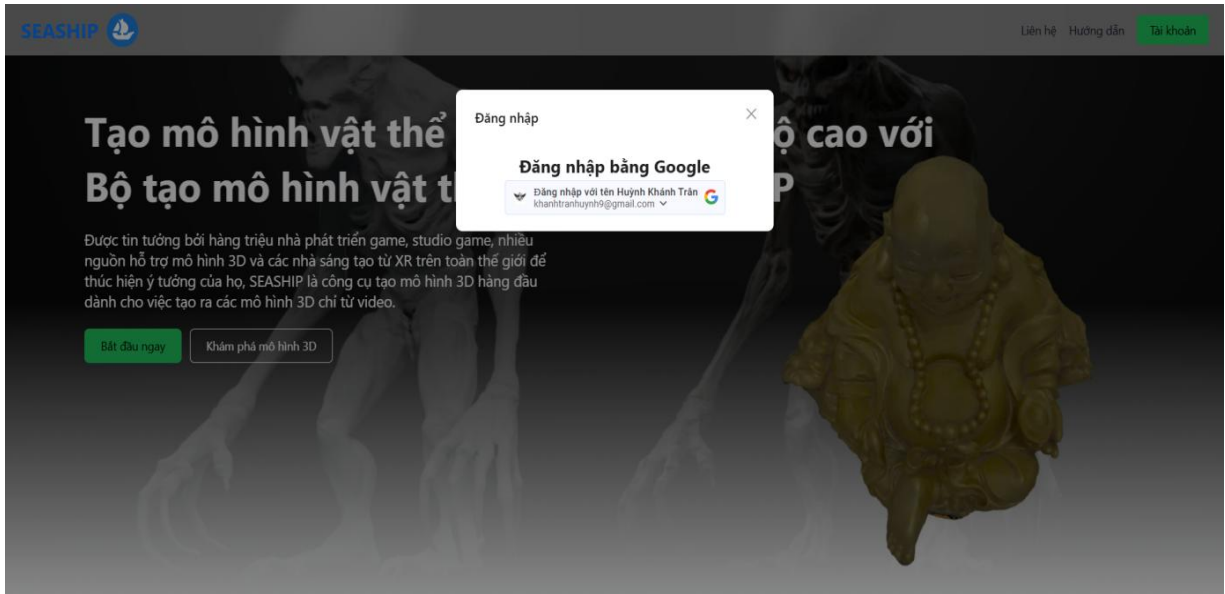 SEASHIP
Liên hệ Hướng dẫn Tài khoản
Đăng nhập
Đăng nhập bằng Google
Đăng nhập với tên Huỳnh Khánh Trân
khanhtranhuynh9@gmail.com
Tạo mô hình vật thể ộ cao với
Bộ tạo mô hình vật t P
Được tin tưởng bởi hàng triệu nhà phát triển game, studio game, nhiều
nguồn hỗ trợ mô hình 3D và các nhà sáng tạo từ XR trên toàn thế giới để
thúc hiện ý tưởng của họ, SEASHIP là công cụ tạo mô hình 3D hàng đầu
dành cho việc tạo ra các mô hình 3D chỉ từ video.
Bắt đầu ngay Khám phá mô hình 3D